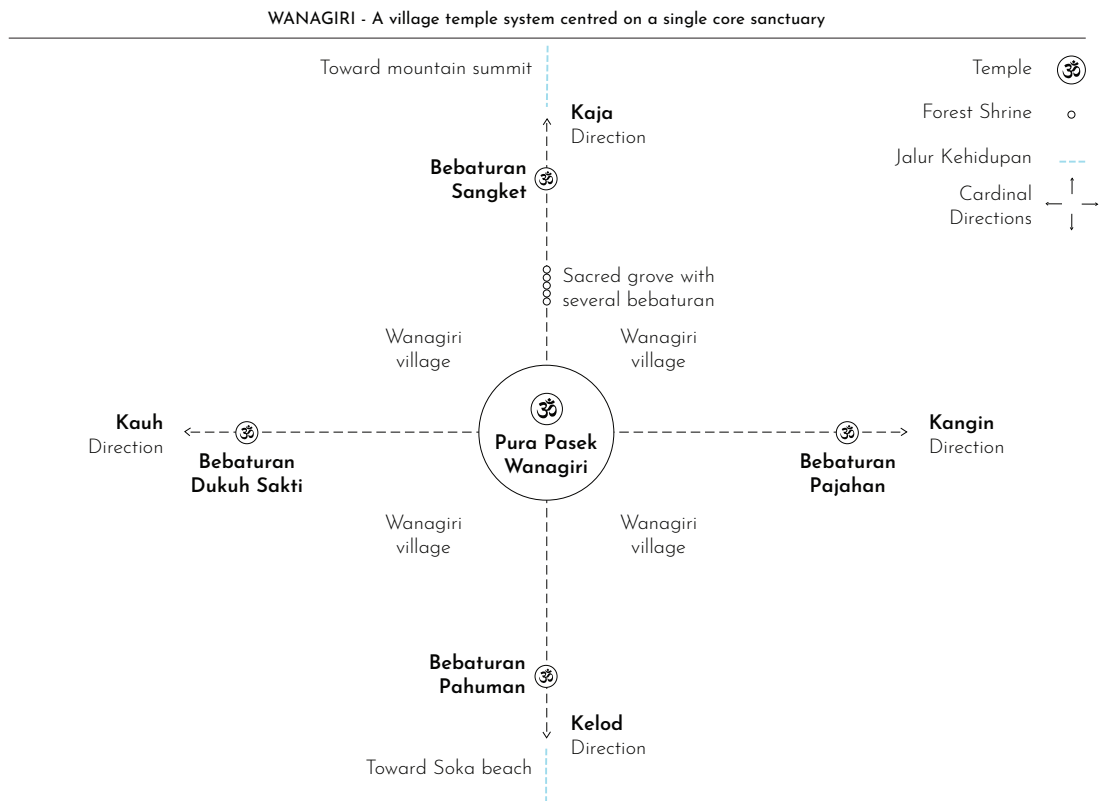 WANAGIRI - A village temple system centred on a single core sanctuary
Toward mountain summit
Temple
ॐ
Forest Shrine
Jalur Kehidupan
Cardinal
Directions
Kaja
Direction
Bebaturan
Sangket
ॐ
Sacred grove with
several bebaturan
Wanagiri
village
Wanagiri
village
Kauh
Direction
ॐ
Bebaturan
Dukuh Sakti
ॐ
Pura Pasek
Wanagiri
ॐ
Bebaturan
Pajahan
Kangin
Direction
Wanagiri
village
Wanagiri
village
Bebaturan
Pahuman
ॐ
Kelod
Direction
Toward Soka beach